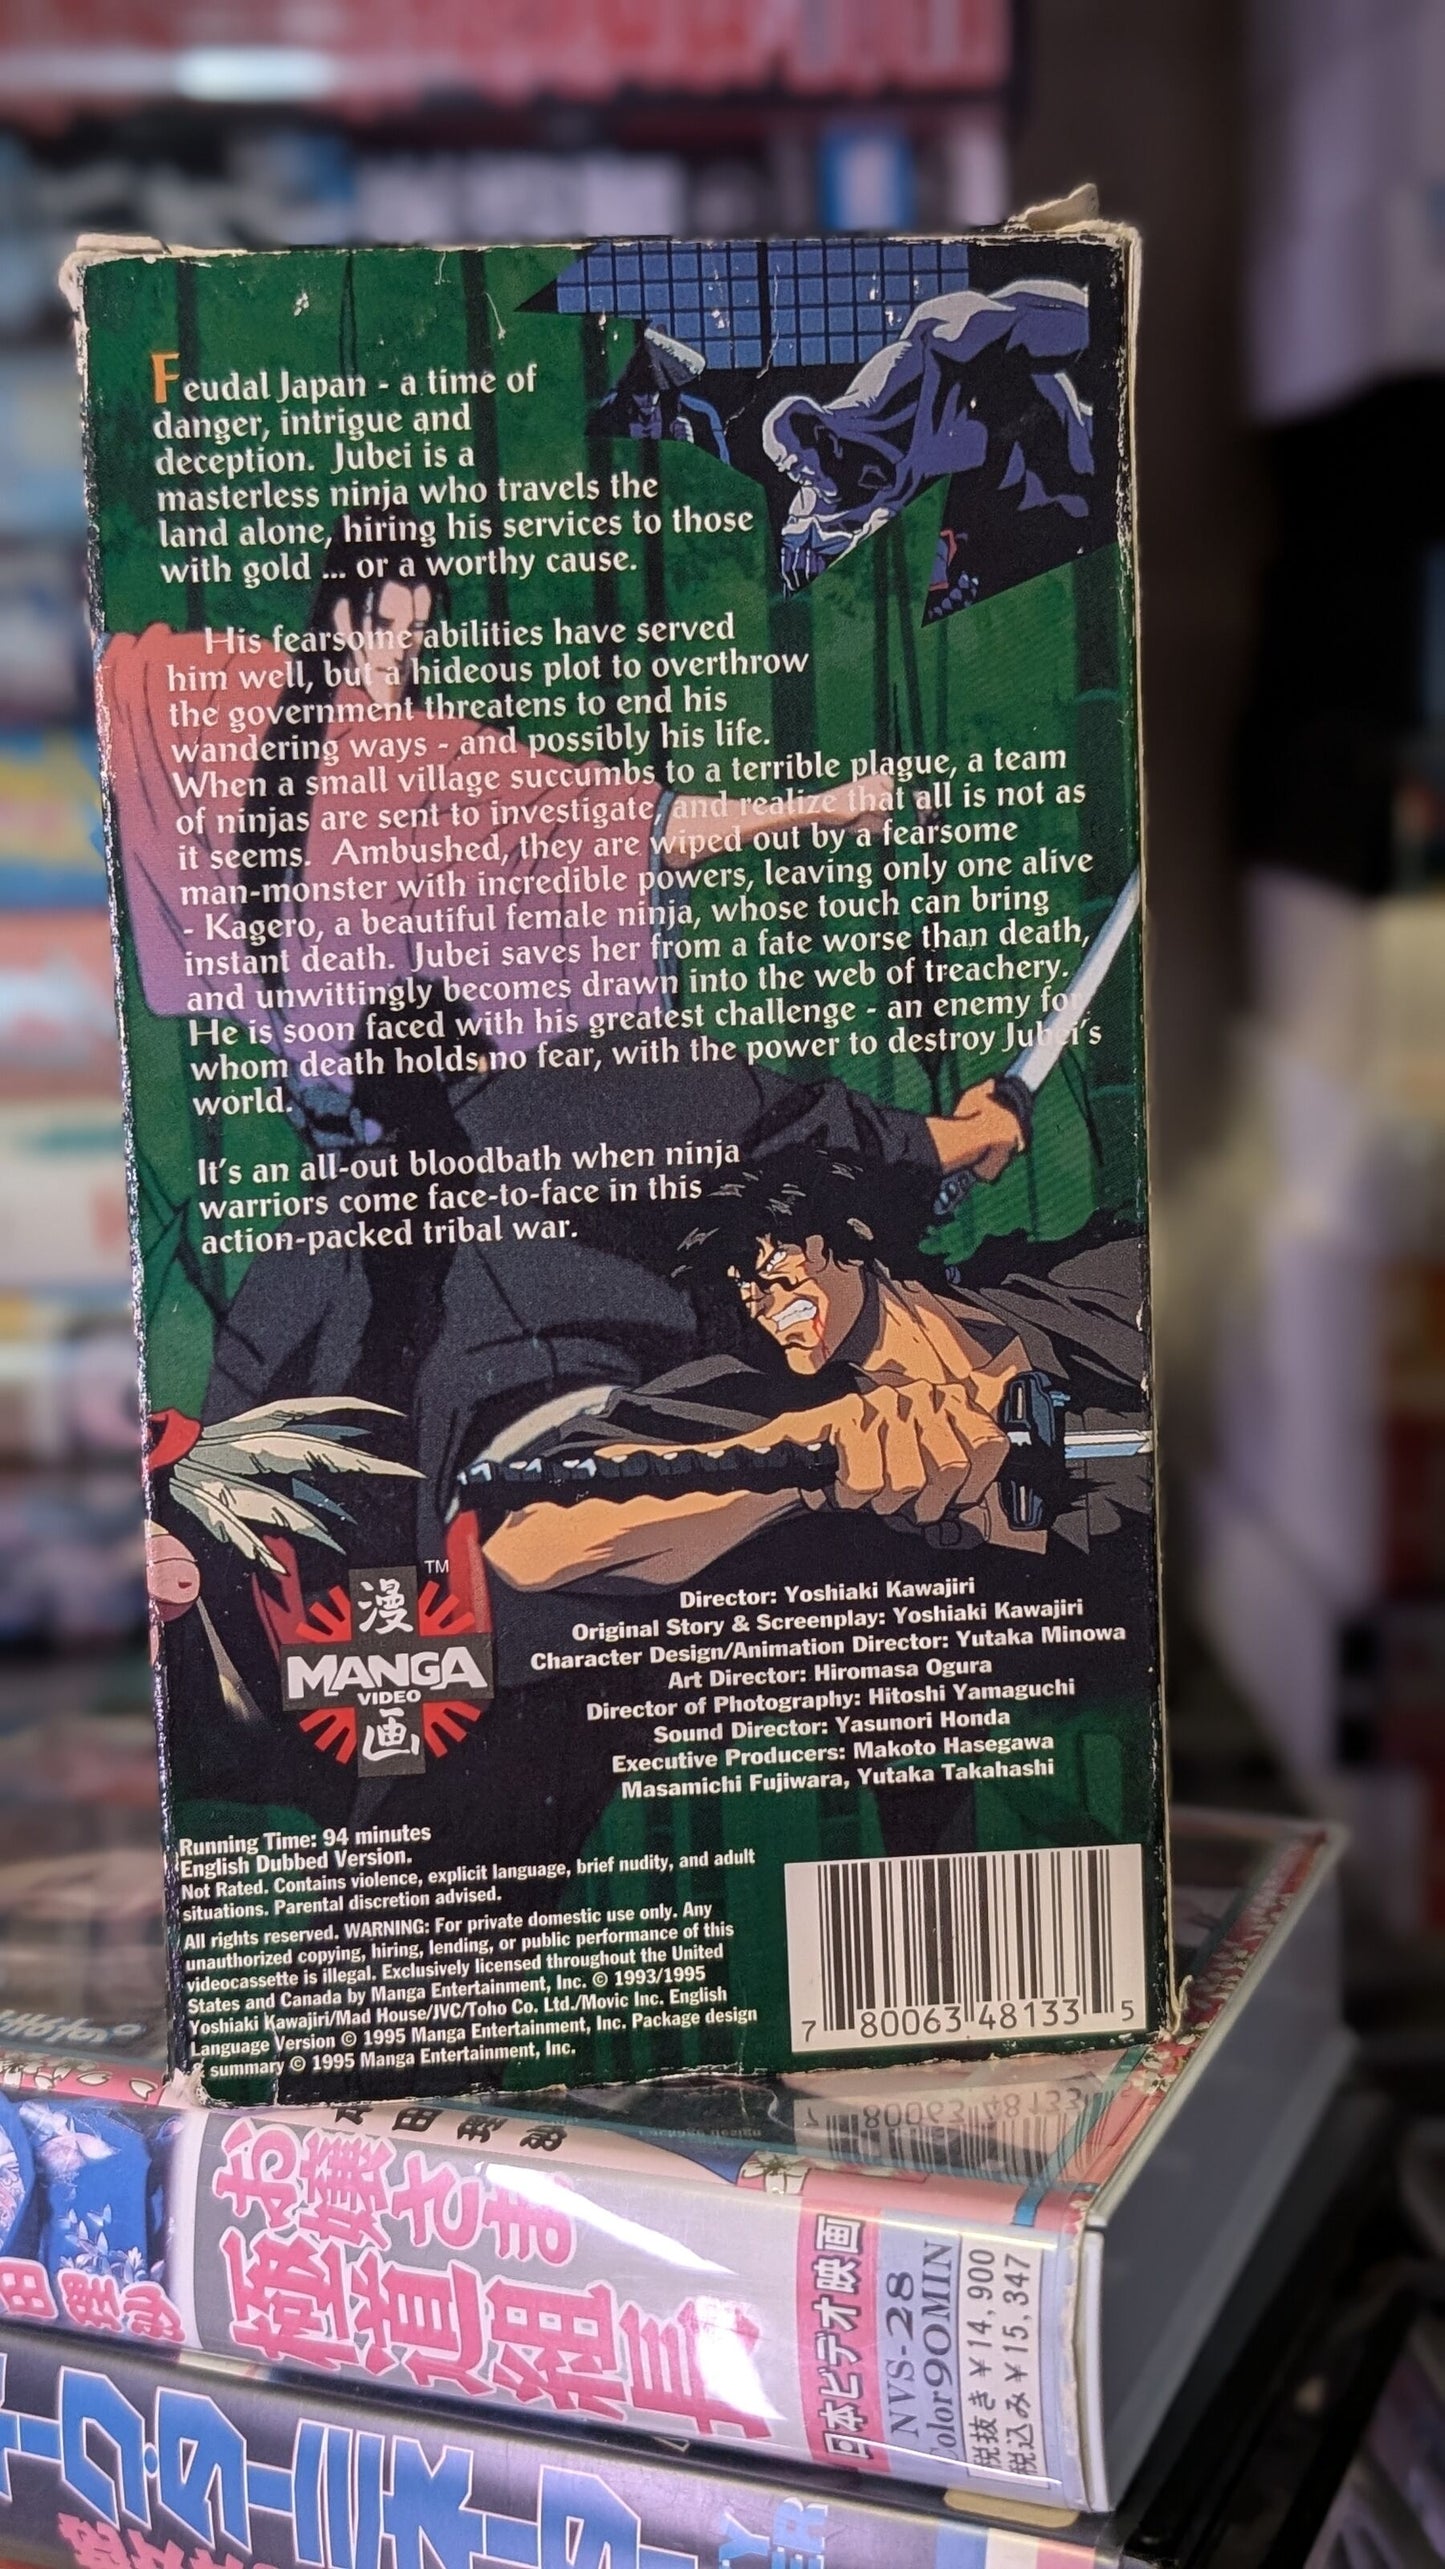 Feudal Japan - a time of
danger, intrigue and
deception. Jubei is a
masterless ninja who travels the
land alone, hiring his services to those
with gold ... or a worthy cause.
His fearsome abilities have served
him well, but a hideous plot to overthrow
the government threatens to end his
wandering ways - and possibly his life.
When a small village succumbs to a terrible plague, a team
of ninjas are sent to investigate, and realize that all is not as
it seems. Ambushed, they are wiped out by a fearsome
man-monster with incredible powers, leaving only one alive
- Kagero, a beautiful female ninja, whose touch can bring
instant death. Jubei saves her from a fate worse than death,
and unwittingly becomes drawn into the web of treachery.
He is soon faced with his greatest challenge - an enemy for
whom death holds no fear, with the power to destroy Jubei's
world.
It's an all-out bloodbath when ninja
warriors come face-to-face in this
action-packed tribal war.
TM
漫
MANGA
VIDEO
画
Director: Yoshiaki Kawajiri
Original Story & Screenplay: Yoshiaki Kawajiri
Character Design/Animation Director: Yutaka Minowa
Art Director: Hiromasa Ogura
Director of Photography: Hitoshi Yamaguchi
Sound Director: Yasunori Honda
Executive Producers: Makoto Hasegawa
Masamichi Fujiwara, Yutaka Takahashi
Running Time: 94 minutes
English Dubbed Version.
Not Rated. Contains violence, explicit language, brief nudity, and adult
situations. Parental discretion advised.
All rights reserved. WARNING: For private domestic use only. Any
unauthorized copying, hiring, lending, or public performance of this
videocassette is illegal. Exclusively licensed throughout the United
States and Canada by Manga Entertainment, Inc. © 1993/1995
Yoshiaki Kawajiri/Mad House/JVC/Toho Co. Ltd./Movic Inc. English
Language Version © 1995 Manga Entertainment, Inc. Package design
& summary © 1995 Manga Entertainment, Inc.
7 80063 48133 5
お嬢さま
極道組長
日本ビデオ映画
NVS-28
Color90MIN
税抜き¥14,900
税込み¥15,347